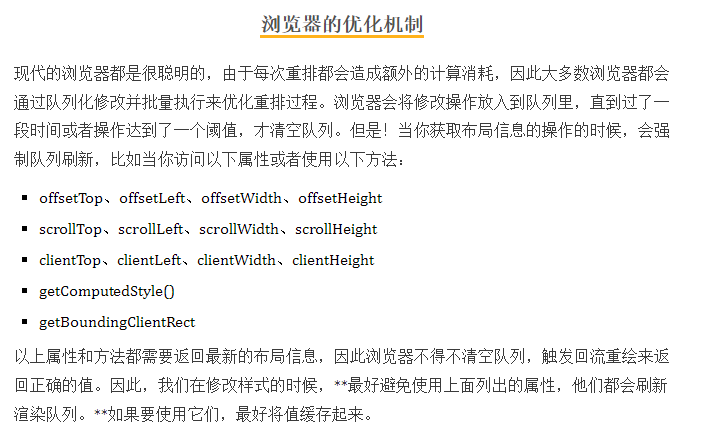 浏览器的优化机制
现代的浏览器都是很聪明的，由于每次重排都会造成额外的计算消耗，因此大多数浏览器都会
通过队列化修改并批量执行来优化重排过程。浏览器会将修改操作放入到队列里，直到过了一
段时间或者操作达到了一个阈值，才清空队列。但是！当你获取布局信息的操作的时候，会强
制队列刷新，比如当你访问以下属性或者使用以下方法：
▪ offsetTop、offsetLeft、offsetWidth、offsetHeight
▪ scrollTop、scrollLeft、scrollWidth、scrollHeight
▪ clientTop、clientLeft、clientWidth、clientHeight
▪ getComputedStyle()
▪ getBoundingClientRect
以上属性和方法都需要返回最新的布局信息，因此浏览器不得不清空队列，触发回流重绘来返
回正确的值。因此，我们在修改样式的时候，**最好避免使用上面列出的属性，他们都会刷新
渲染队列。**如果要使用它们，最好将值缓存起来。